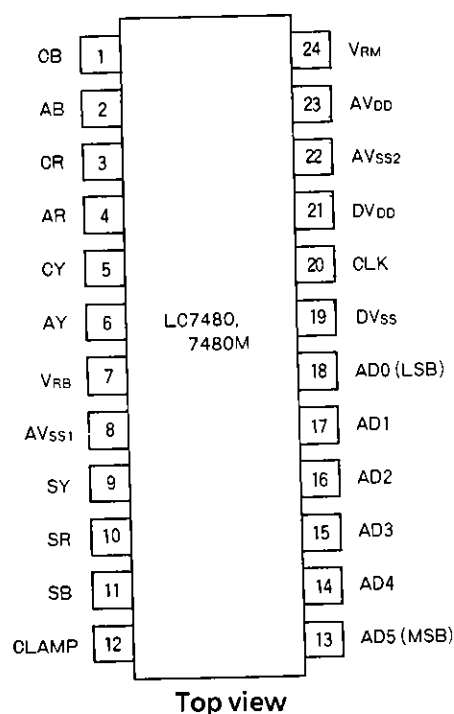 CB 1
AB 2
CR 3
AR 4
CY 5
AY 6
VRB 7
AVSS1 8
SY 9
SR 10
SB 11
CLAMP 12
LC7480,
7480M
24 VRM
23 AVDD
22 AVSS2
21 DVDD
20 CLK
19 DVSS
18 AD0 (LSB)
17 AD1
16 AD2
15 AD3
14 AD4
13 AD5 (MSB)
Top view